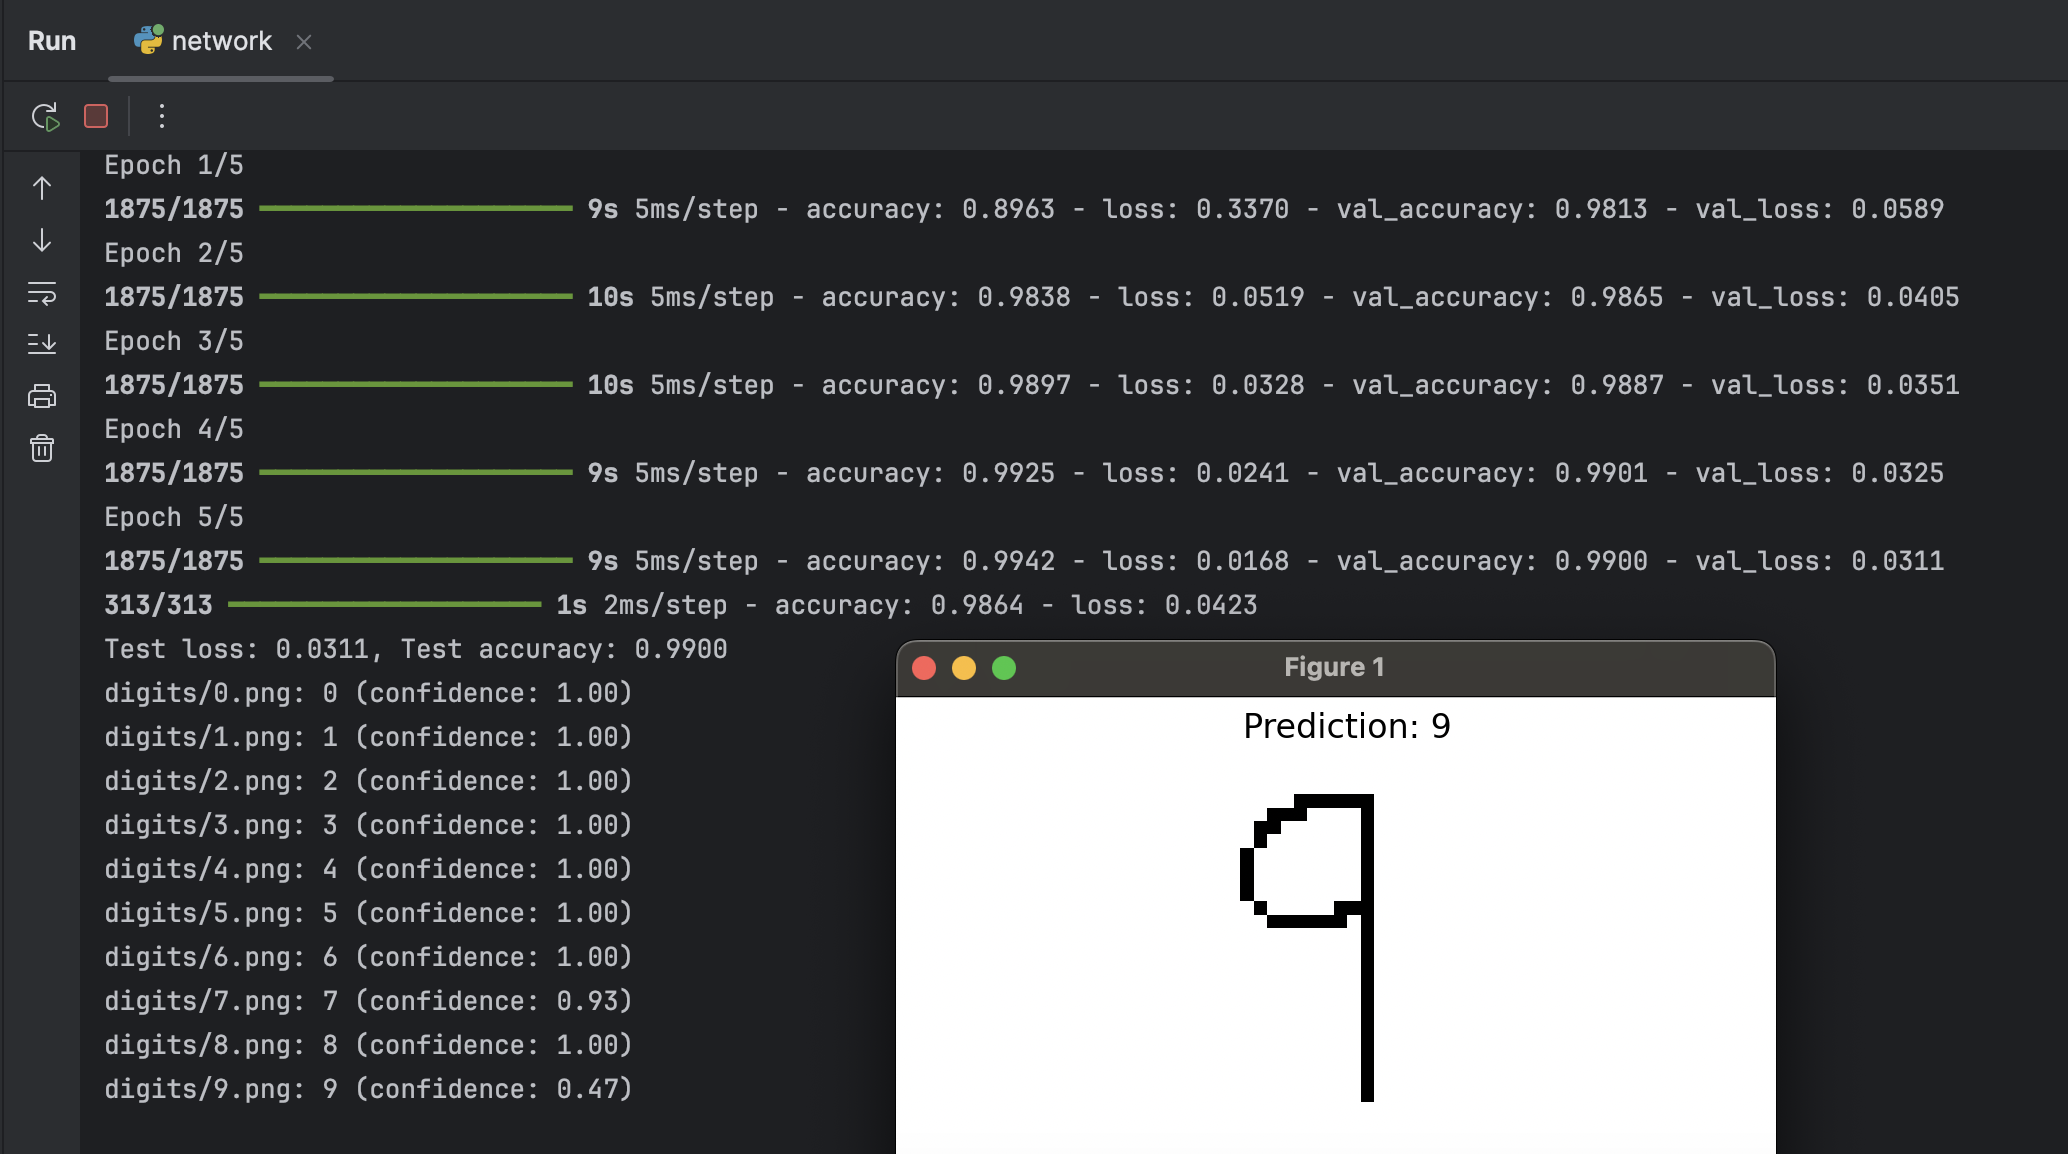 Run network
Epoch 1/5
1875/1875 9s 5ms/step - accuracy: 0.8963 - loss: 0.3370 - val_accuracy: 0.9813 - val_loss: 0.0589
Epoch 2/5
1875/1875 10s 5ms/step - accuracy: 0.9838 - loss: 0.0519 - val_accuracy: 0.9865 - val_loss: 0.0405
Epoch 3/5
1875/1875 10s 5ms/step - accuracy: 0.9897 - loss: 0.0328 - val_accuracy: 0.9887 - val_loss: 0.0351
Epoch 4/5
1875/1875 9s 5ms/step - accuracy: 0.9925 - loss: 0.0241 - val_accuracy: 0.9901 - val_loss: 0.0325
Epoch 5/5
1875/1875 9s 5ms/step - accuracy: 0.9942 - loss: 0.0168 - val_accuracy: 0.9900 - val_loss: 0.0311
313/313 1s 2ms/step - accuracy: 0.9864 - loss: 0.0423
Test loss: 0.0311, Test accuracy: 0.9900
digits/0.png: 0 (confidence: 1.00)
digits/1.png: 1 (confidence: 1.00)
digits/2.png: 2 (confidence: 1.00)
digits/3.png: 3 (confidence: 1.00)
digits/4.png: 4 (confidence: 1.00)
digits/5.png: 5 (confidence: 1.00)
digits/6.png: 6 (confidence: 1.00)
digits/7.png: 7 (confidence: 0.93)
digits/8.png: 8 (confidence: 1.00)
digits/9.png: 9 (confidence: 0.47)
Figure 1
Prediction: 9
9